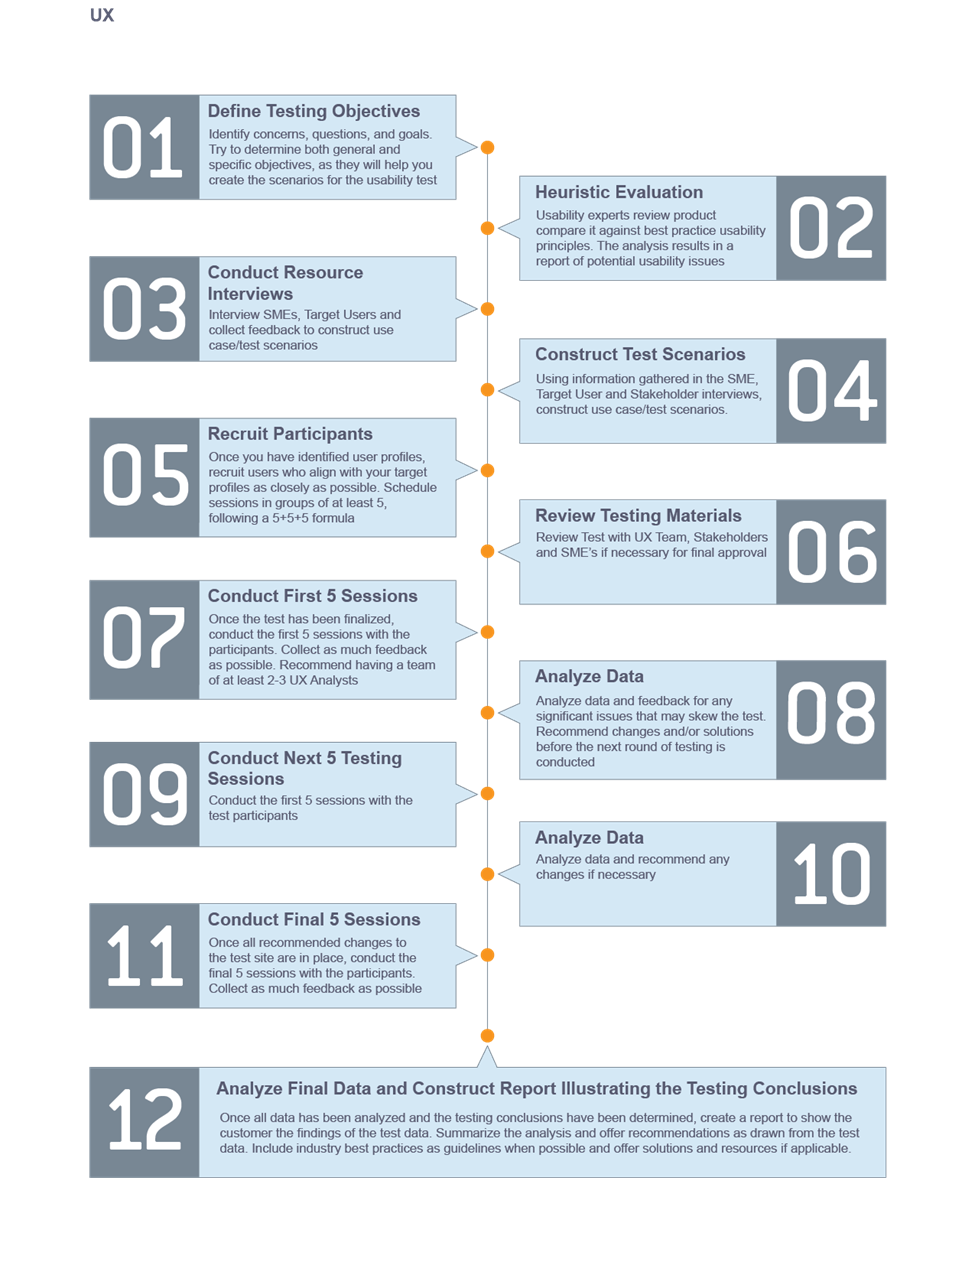 UX
01
Define Testing Objectives
Identify concerns, questions, and goals.
Try to determine both general and
specific objectives, as they will help you
create the scenarios for the usability test
02
Heuristic Evaluation
Usability experts review product
compare it against best practice usability
principles. The analysis results in a
report of potential usability issues
03
Conduct Resource
Interviews
Interview SMEs, Target Users and
collect feedback to construct use
case/test scenarios
04
Construct Test Scenarios
Using information gathered in the SME,
Target User and Stakeholder interviews,
construct use case/test scenarios.
05
Recruit Participants
Once you have identified user profiles,
recruit users who align with your target
profiles as closely as possible. Schedule
sessions in groups of at least 5,
following a 5+5+5 formula
06
Review Testing Materials
Review Test with UX Team, Stakeholders
and SME's if necessary for final approval
07
Conduct First 5 Sessions
Once the test has been finalized,
conduct the first 5 sessions with the
participants. Collect as much feedback
as possible. Recommend having a team
of at least 2-3 UX Analysts
08
Analyze Data
Analyze data and feedback for any
significant issues that may skew the test.
Recommend changes and/or solutions
before the next round of testing is
conducted
09
Conduct Next 5 Testing
Sessions
Conduct the first 5 sessions with the
test participants
10
Analyze Data
Analyze data and recommend any
changes if necessary
11
Conduct Final 5 Sessions
Once all recommended changes to
the test site are in place, conduct the
final 5 sessions with the participants.
Collect as much feedback as possible
12
Analyze Final Data and Construct Report Illustrating the Testing Conclusions
Once all data has been analyzed and the testing conclusions have been determined, create a report to show the
customer the findings of the test data. Summarize the analysis and offer recommendations as drawn from the test
data. Include industry best practices as guidelines when possible and offer solutions and resources if applicable.